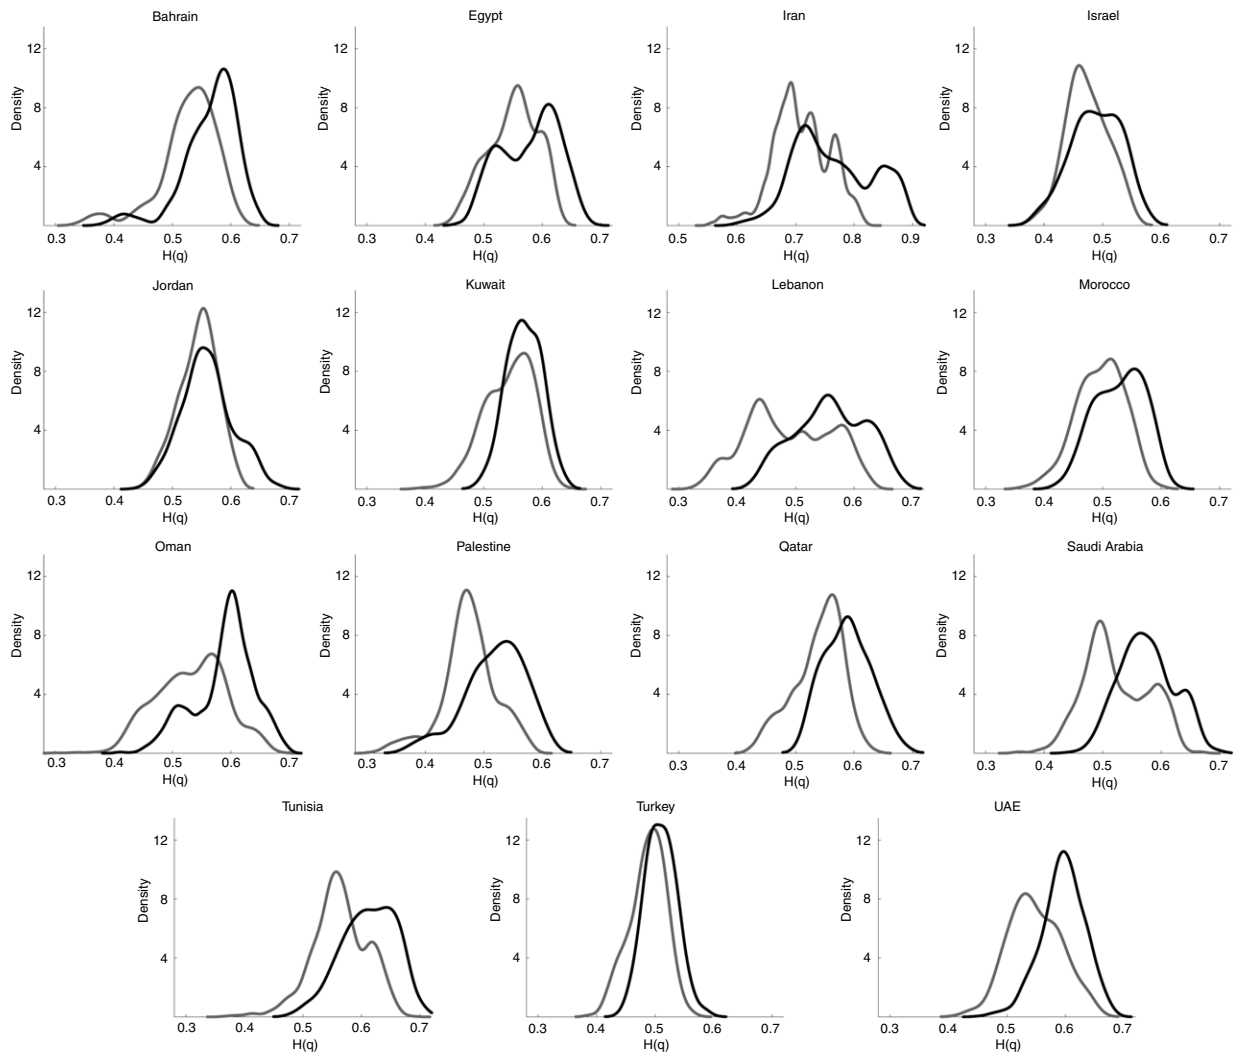 Bahrain
Egypt
Iran
Israel
12
8
4
Density
0.3 0.4 0.5 0.6 0.7
H(q)
12
8
4
Density
0.3 0.4 0.5 0.6 0.7
H(q)
12
8
4
Density
0.5 0.6 0.7 0.8 0.9
H(q)
12
8
4
Density
0.3 0.4 0.5 0.6 0.7
H(q)
Jordan
Kuwait
Lebanon
Morocco
12
8
4
Density
0.3 0.4 0.5 0.6 0.7
H(q)
12
8
4
Density
0.3 0.4 0.5 0.6 0.7
H(q)
12
8
4
Density
0.3 0.4 0.5 0.6 0.7
H(q)
12
8
4
Density
0.3 0.4 0.5 0.6 0.7
H(q)
Oman
Palestine
Qatar
Saudi Arabia
12
8
4
Density
0.3 0.4 0.5 0.6 0.7
H(q)
12
8
4
Density
0.3 0.4 0.5 0.6 0.7
H(q)
12
8
4
Density
0.3 0.4 0.5 0.6 0.7
H(q)
12
8
4
Density
0.3 0.4 0.5 0.6 0.7
H(q)
Tunisia
Turkey
UAE
12
8
4
Density
0.3 0.4 0.5 0.6 0.7
H(q)
12
8
4
Density
0.3 0.4 0.5 0.6 0.7
H(q)
12
8
4
Density
0.3 0.4 0.5 0.6 0.7
H(q)